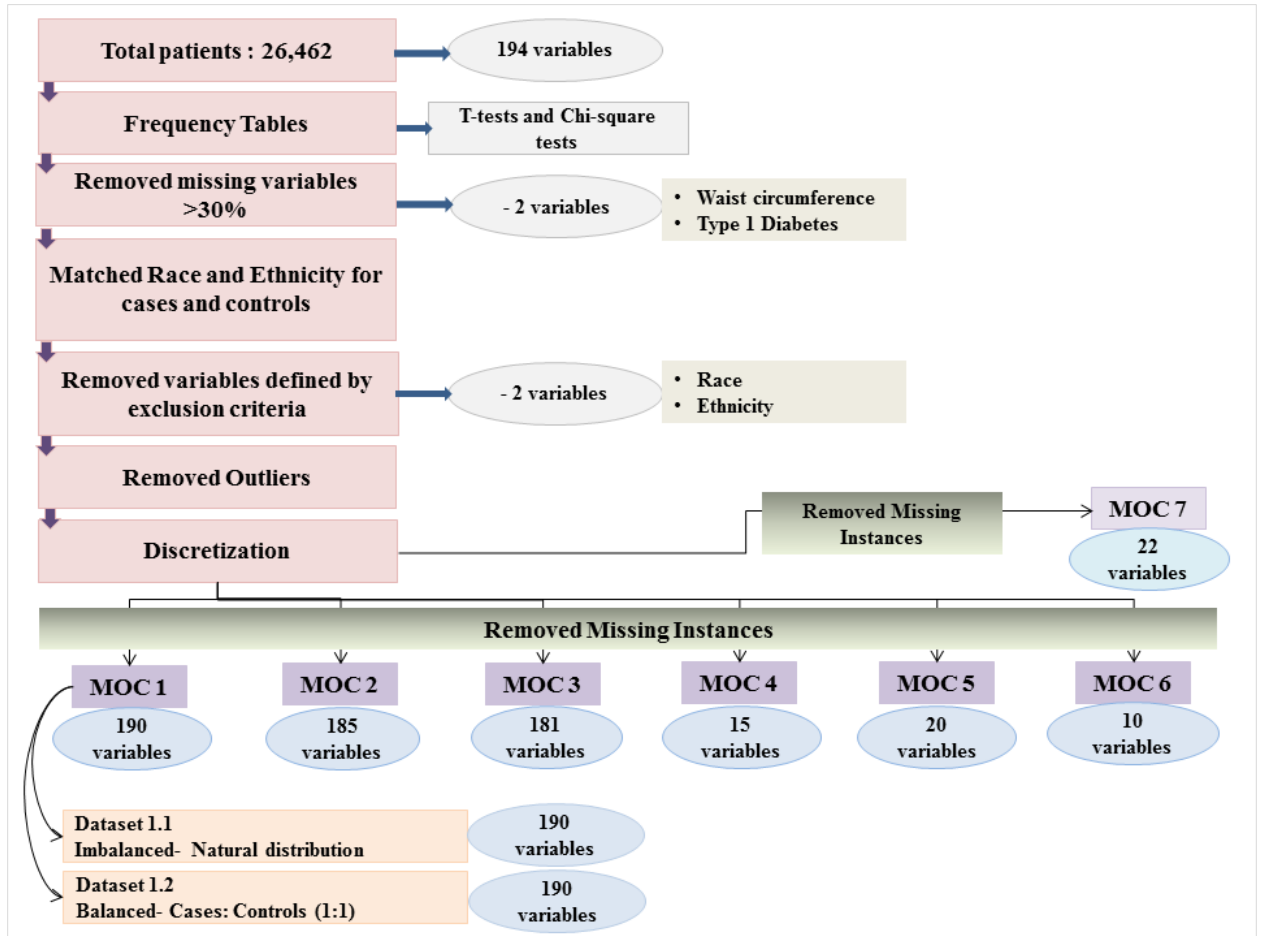 Total patients : 26,462
194 variables
Frequency Tables
T-tests and Chi-square
tests
Removed missing variables
>30%
- 2 variables
• Waist circumference
• Type 1 Diabetes
Matched Race and Ethnicity for
cases and controls
Removed variables defined by
exclusion criteria
- 2 variables
• Race
• Ethnicity
Removed Outliers
Discretization
Removed Missing
Instances
MOC 7
22
variables
Removed Missing Instances
MOC 1
MOC 2
MOC 3
MOC 4
MOC 5
MOC 6
190
variables
185
variables
181
variables
15
variables
20
variables
10
variables
Dataset 1.1
Imbalanced- Natural distribution
190
variables
Dataset 1.2
Balanced- Cases: Controls (1:1)
190
variables